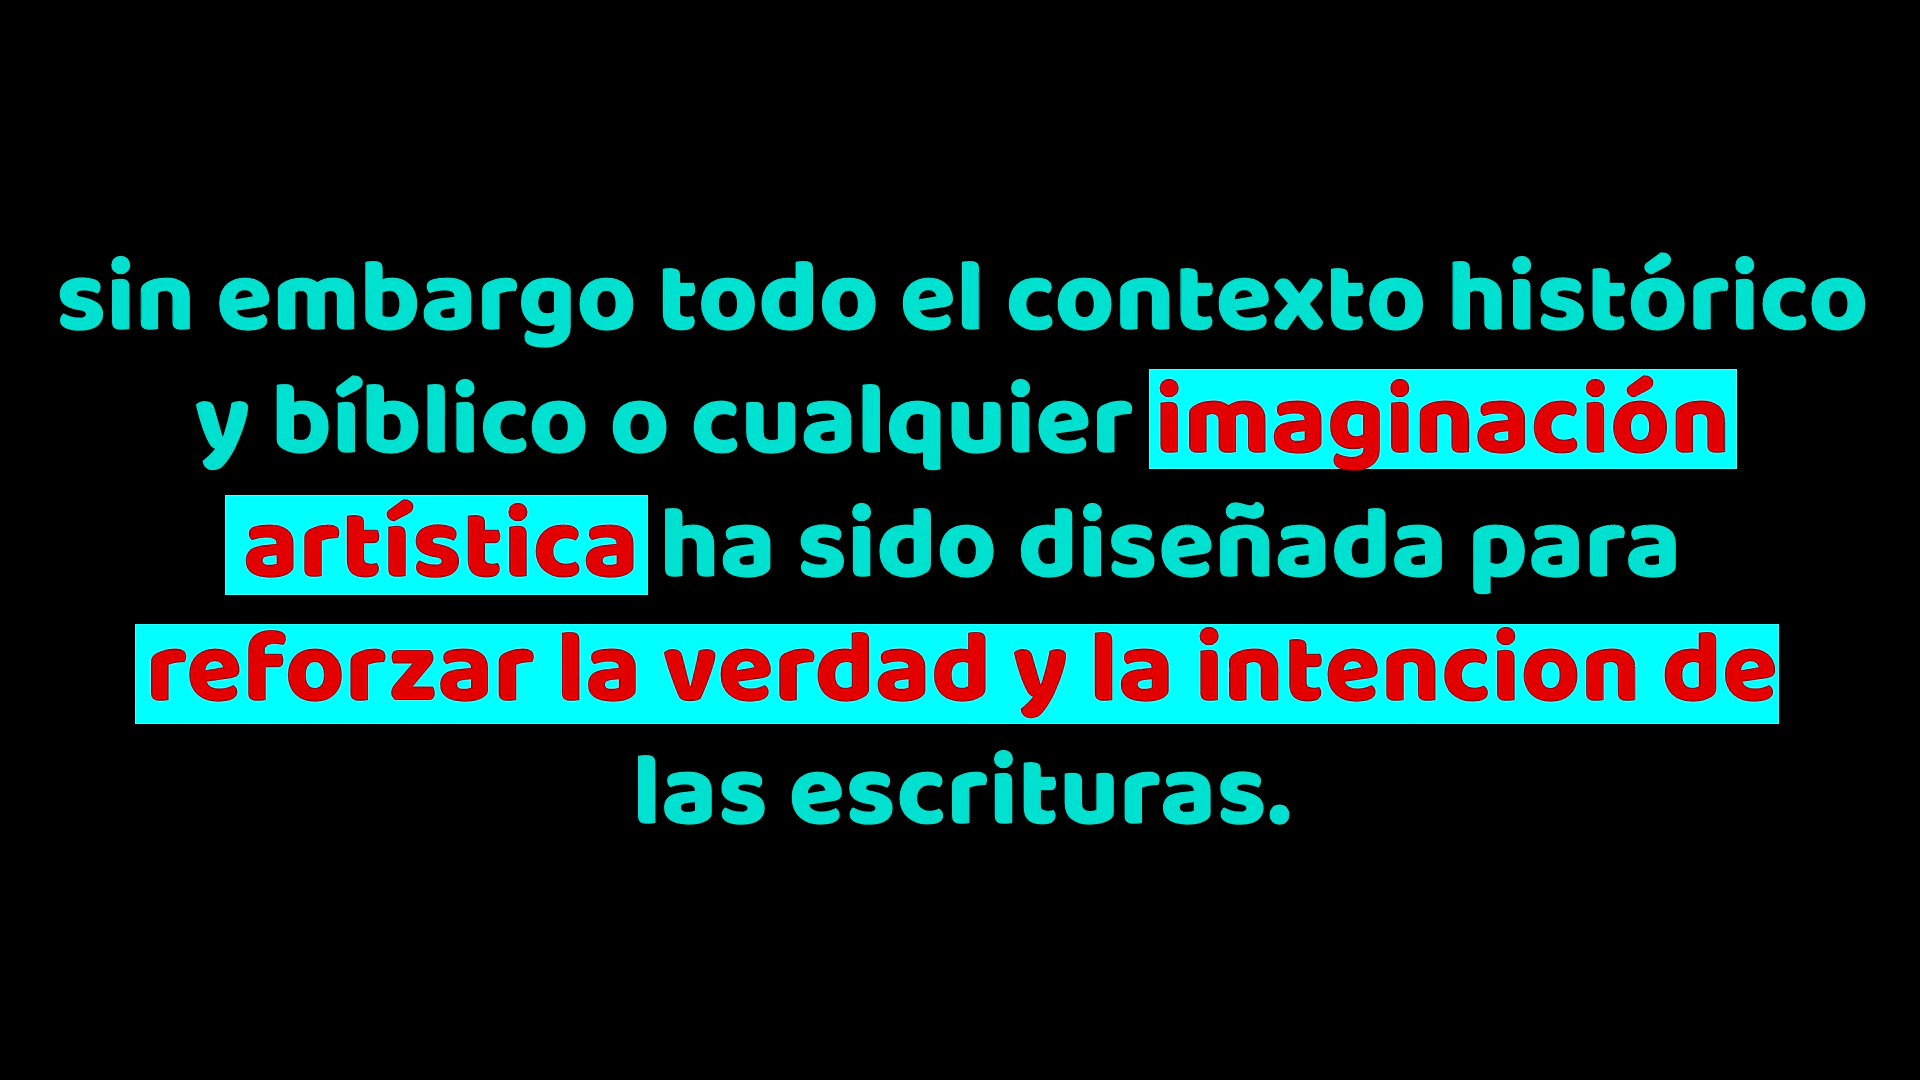 sin embargo todo el contexto histórico
y bíblico o cualquier imaginación
artística ha sido diseñada para
reforzar la verdad y la intencion de
las escrituras.